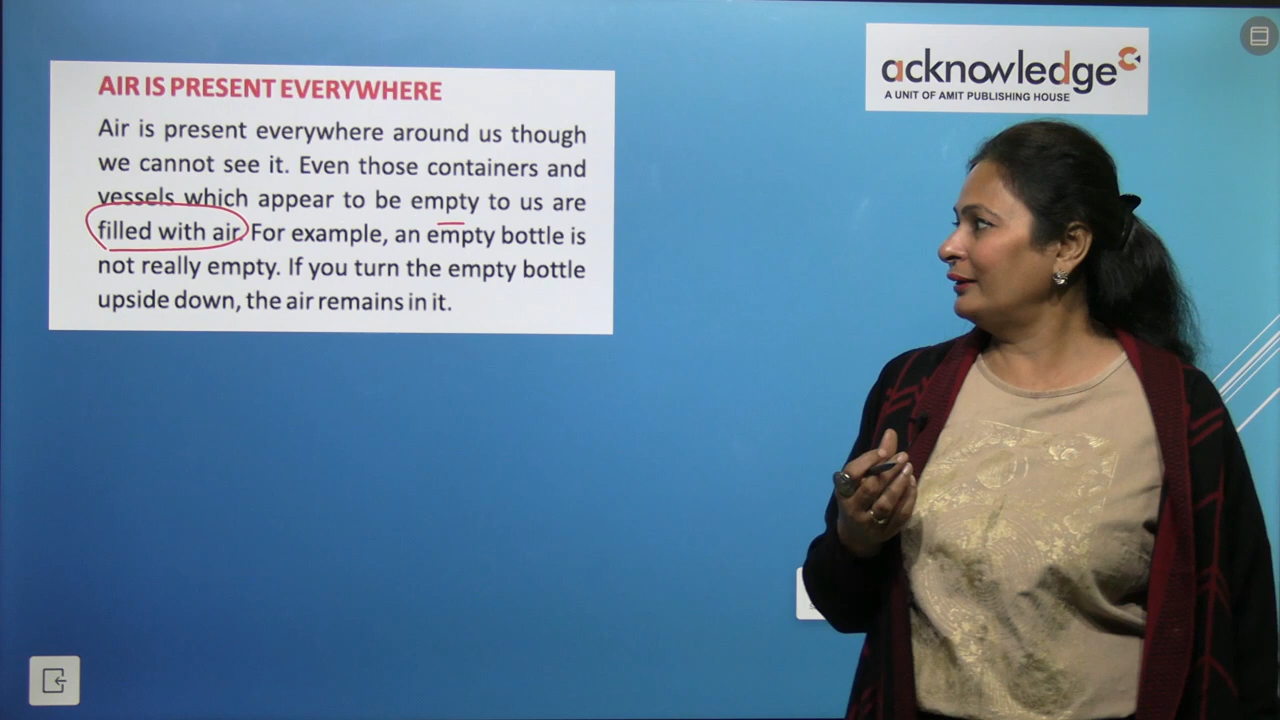 AIR IS PRESENT EVERYWHERE
Air is present everywhere around us though
we cannot see it. Even those containers and
vessels which appear to be empty to us are
filled with air. For example, an empty bottle is
not really empty. If you turn the empty bottle
upside down, the air remains in it.
acknowledge
A UNIT OF AMIT PUBLISHING HOUSE